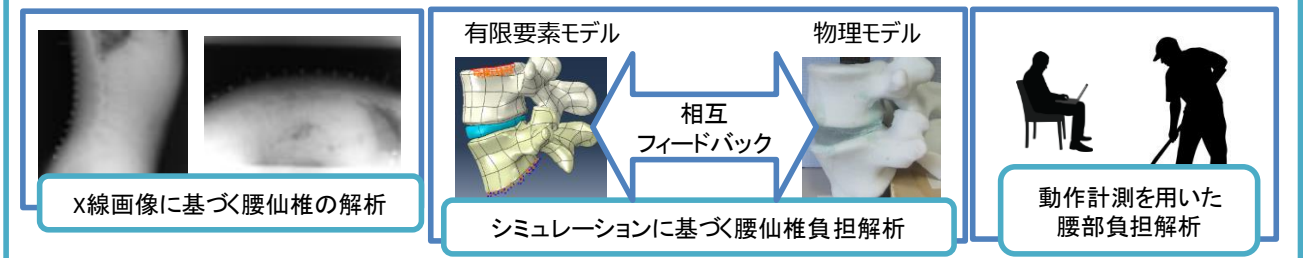 有限要素モデル
物理モデル
相互
フィードバック
X線画像に基づく腰仙椎の解析
シミュレーションに基づく腰仙椎負担解析
動作計測を用いた
腰部負担解析